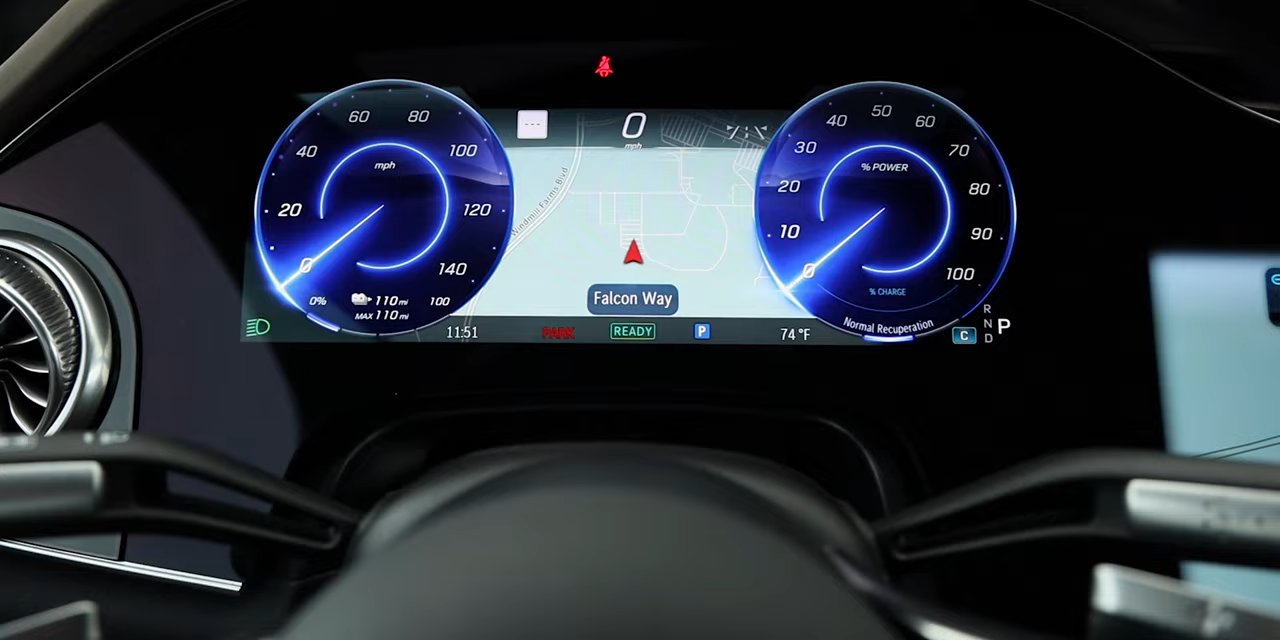 60 80
40 100
mph
20 120
0 140
0% 110 mi 100
MAX 110 mi
---
0
mph
Windmill Farms Blvd
Falcon Way
50
40 60
30 70
% POWER
20 80
10 90
0 100
% CHARGE
Normal Recuperation
11:51 PARK READY P 74 °F
C
R
N
D
P